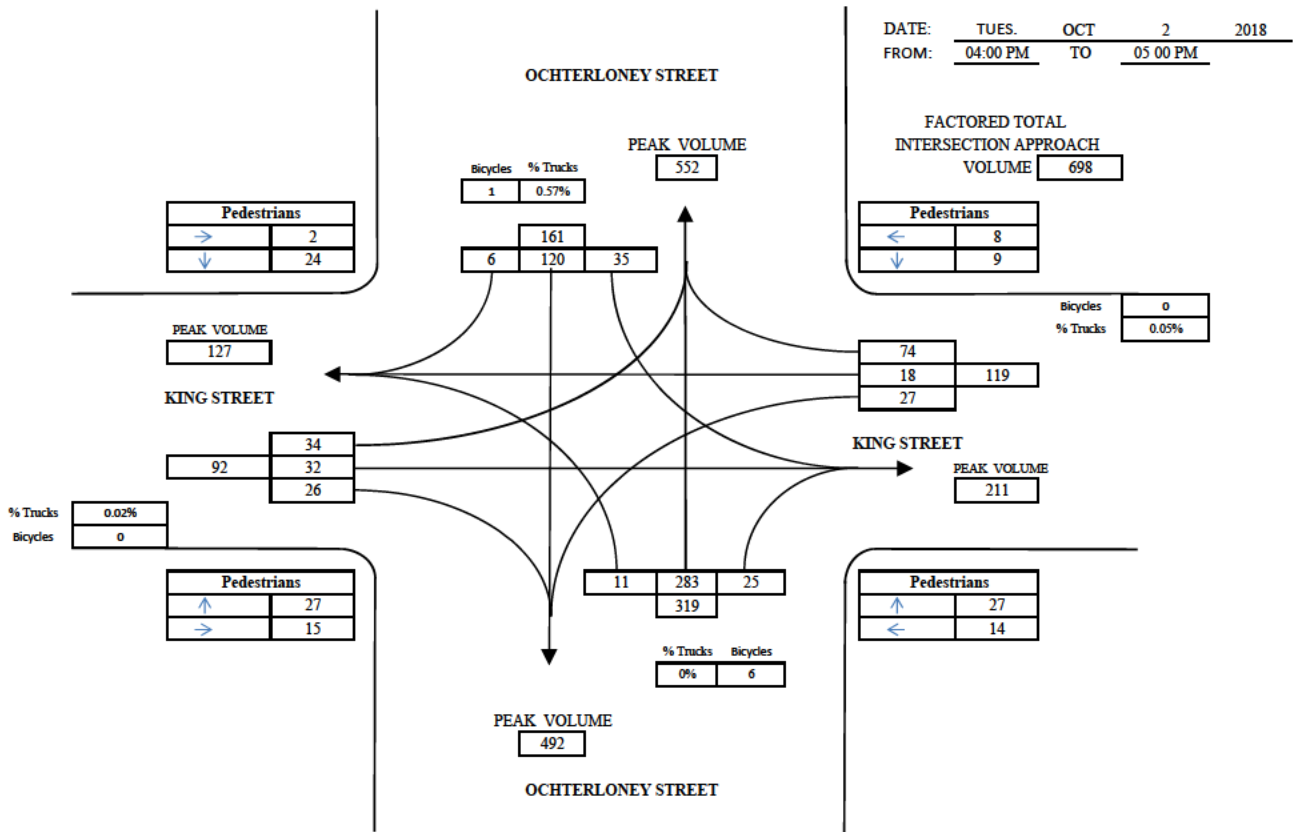 DATE: TUES. OCT 2 2018
FROM: 04:00 PM TO 05 00 PM
OCHTERLONEY STREET
FACTORED TOTAL
INTERSECTION APPROACH
VOLUME 698
PEAK VOLUME
552
Bicycles % Trucks
1 0.57%
Pedestrians
→ 2
↓ 24
161
6 120 35
Pedestrians
← 8
↓ 9
Bicycles 0
% Trucks 0.05%
PEAK VOLUME
127
KING STREET
74
18 119
27
34
92 32
26
KING STREET
PEAK VOLUME
211
% Trucks 0.02%
Bicycles 0
Pedestrians
↑ 27
→ 15
11 283 25
319
Pedestrians
↑ 27
← 14
% Trucks Bicycles
0% 6
PEAK VOLUME
492
OCHTERLONEY STREET